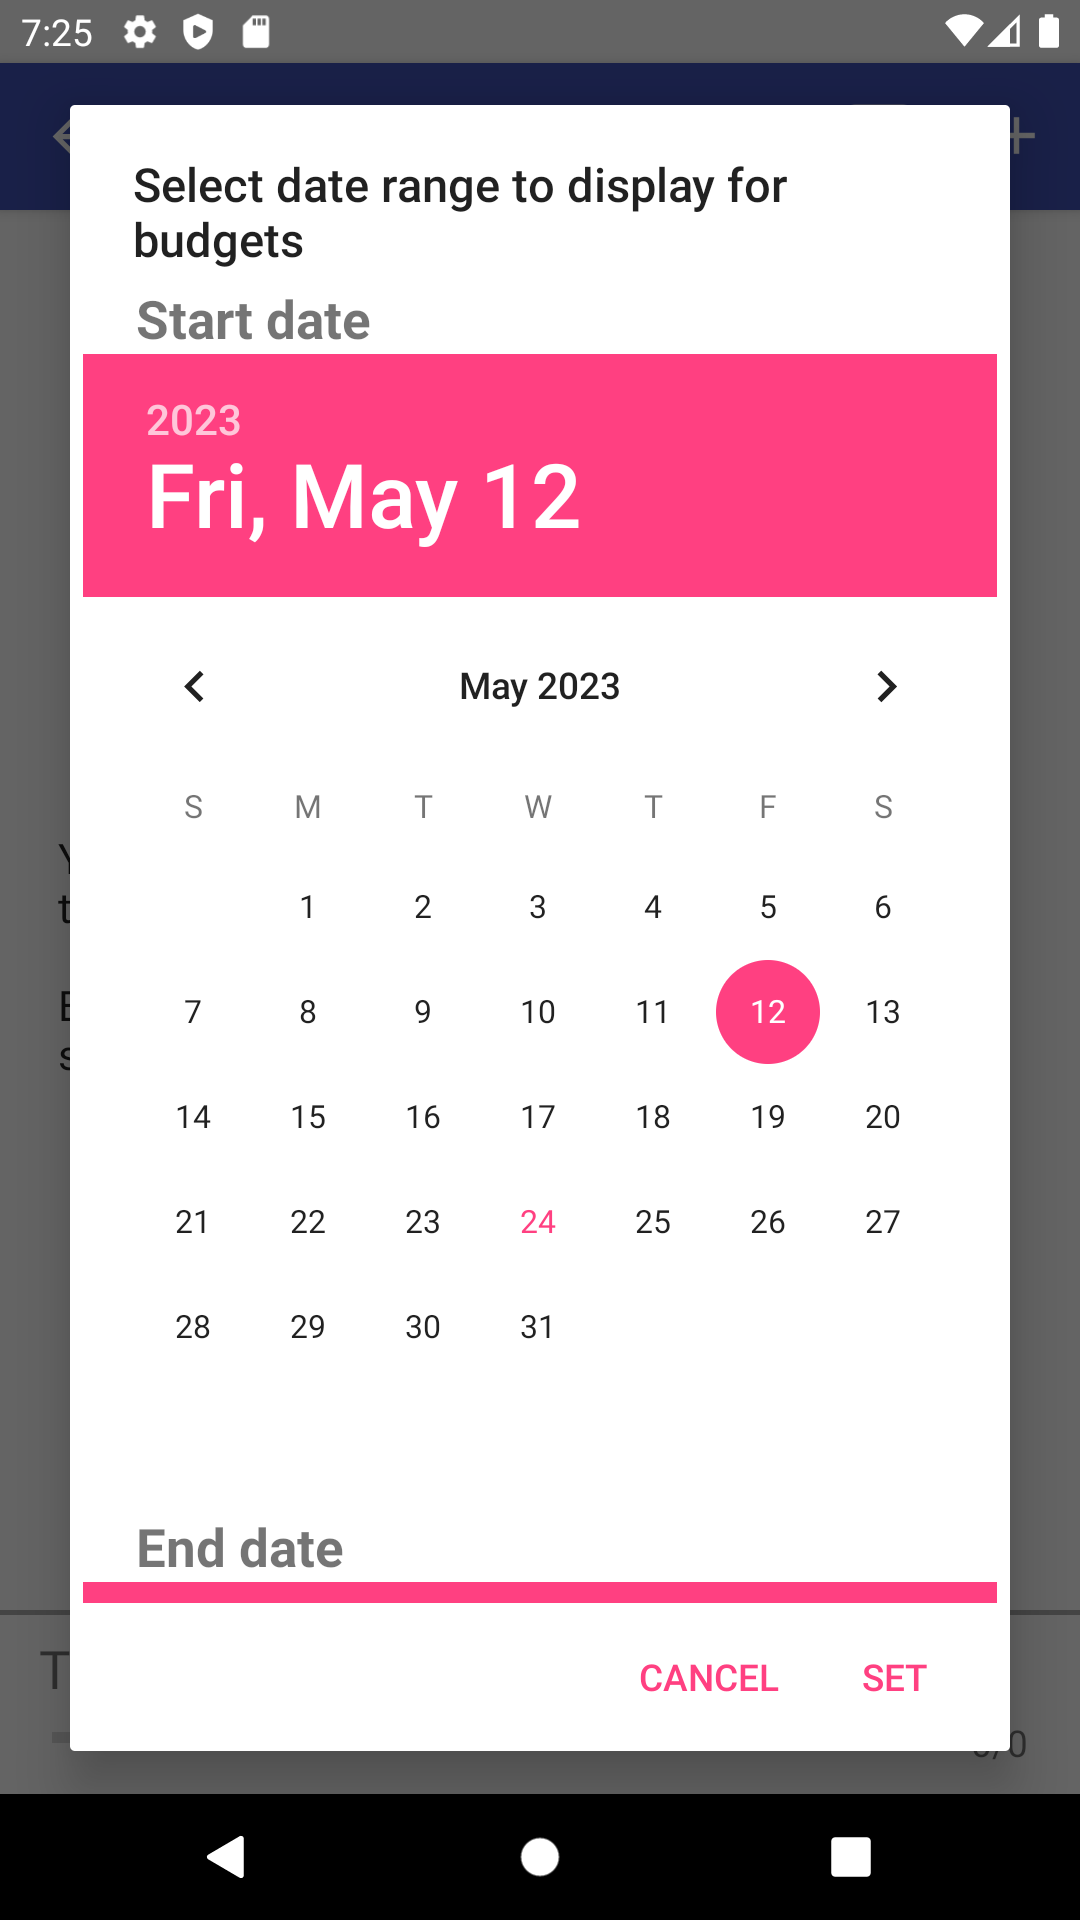 7:25
Select date range to display for
budgets
Start date
2023
Fri, May 12
May 2023
S M T W T F S
1 2 3 4 5 6
7 8 9 10 11 12 13
14 15 16 17 18 19 20
21 22 23 24 25 26 27
28 29 30 31
End date
CANCEL SET